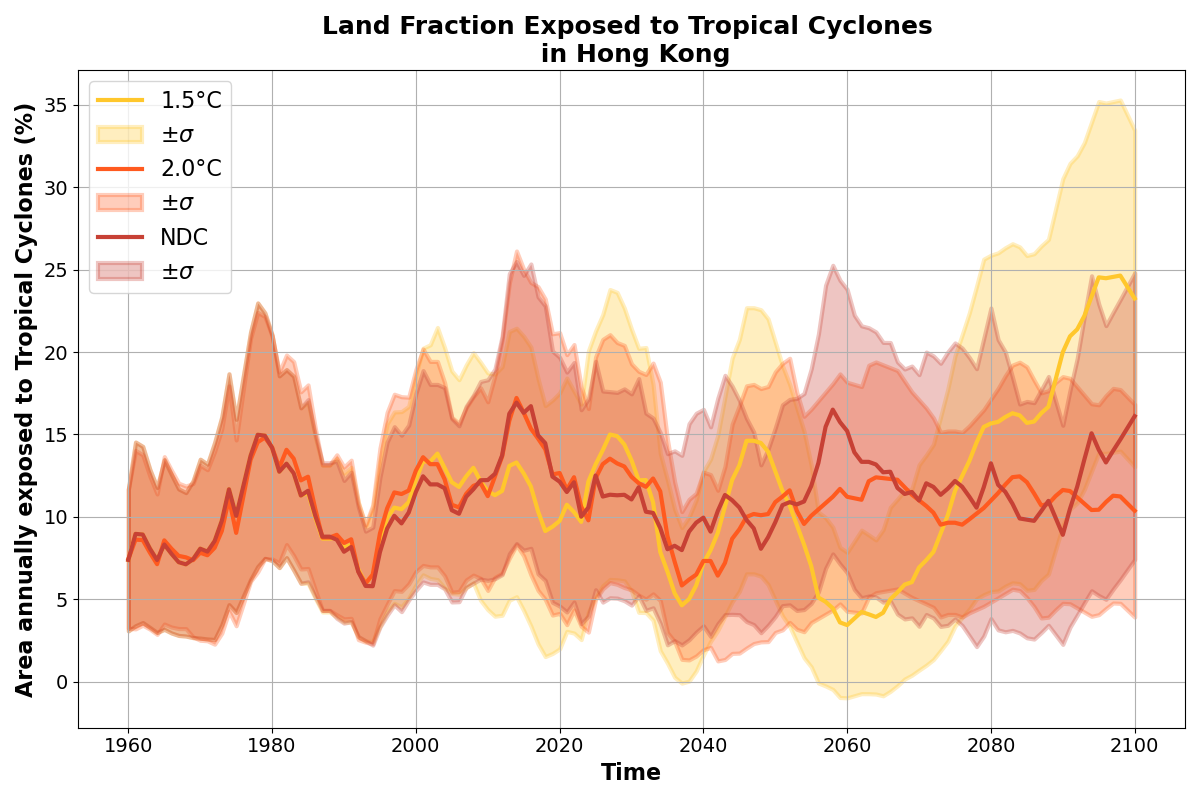 Land Fraction Exposed to Tropical Cyclones
in Hong Kong
Area annually exposed to Tropical Cyclones (%)
35
30
25
20
15
10
5
0
1.5°C
±σ
2.0°C
±σ
NDC
±σ
1960
1980
2000
2020
2040
2060
2080
2100
Time